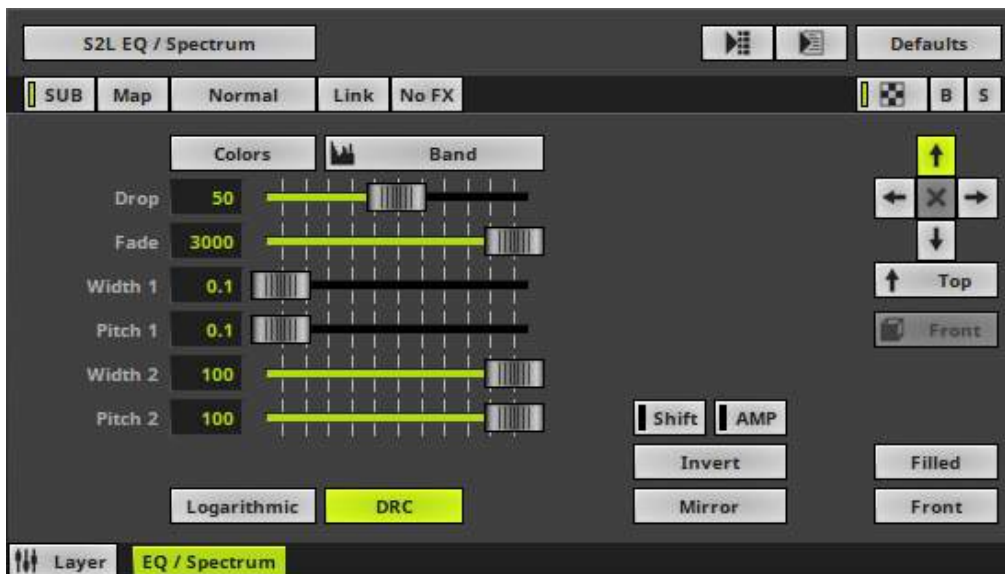 S2L EQ / Spectrum Defaults
SUB Map Normal Link No FX B S
Colors Band
Drop 50
Fade 3000
Width 1 0.1 Top
Pitch 1 0.1 Front
Width 2 100
Pitch 2 100 Shift AMP
Invert Filled
Logarithmic DRC Mirror Front
Layer EQ / Spectrum